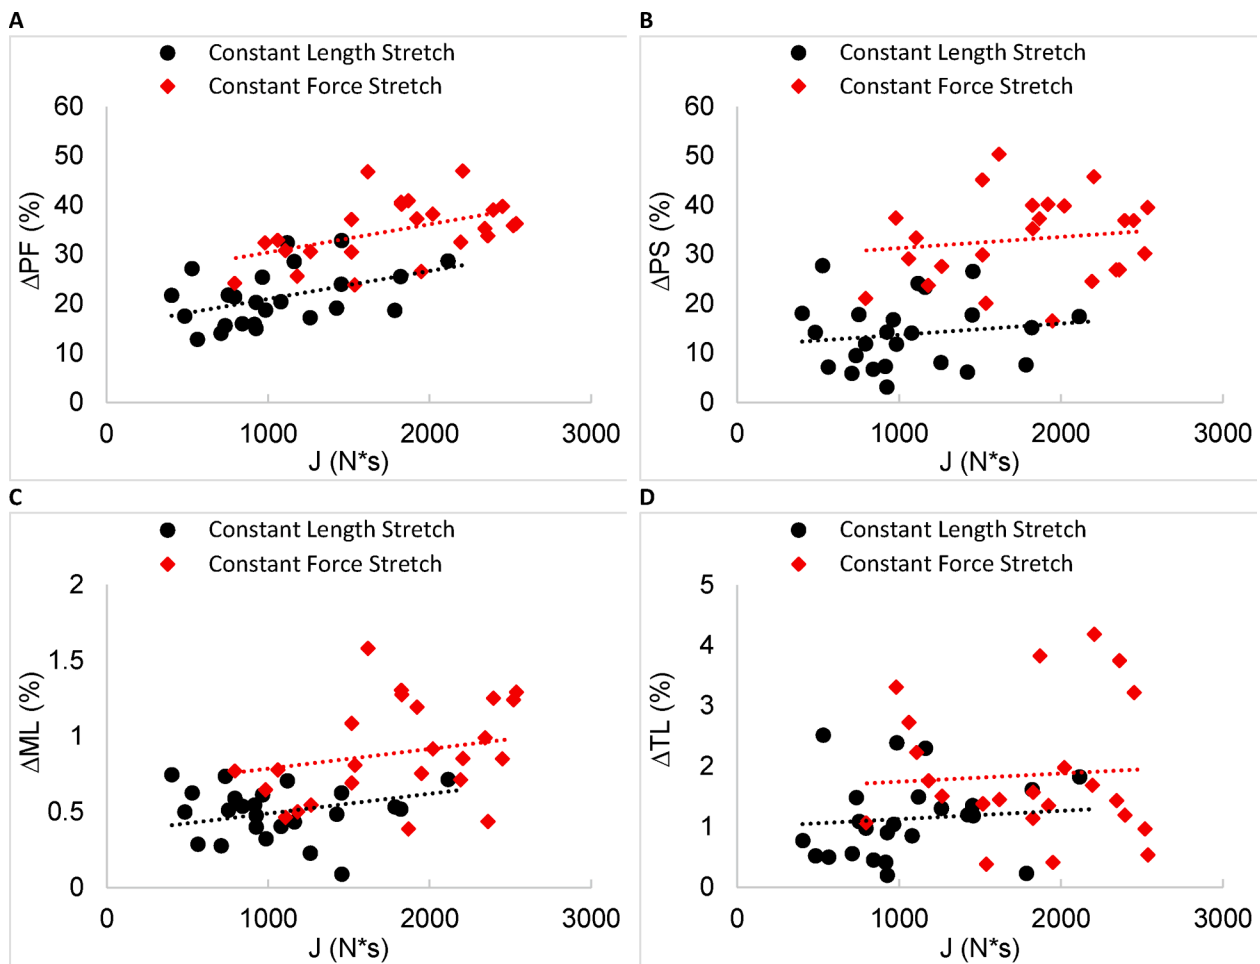 A
Constant Length Stretch
Constant Force Stretch
60
50
40
30
20
10
0
ΔPF (%)
0 1000 2000 3000
J (N*s)
B
Constant Length Stretch
Constant Force Stretch
60
50
40
30
20
10
0
ΔPS (%)
0 1000 2000 3000
J (N*s)
C
Constant Length Stretch
Constant Force Stretch
2
1.5
1
0.5
0
ΔML (%)
0 1000 2000 3000
J (N*s)
D
Constant Length Stretch
Constant Force Stretch
5
4
3
2
1
0
ΔTL (%)
0 1000 2000 3000
J (N*s)